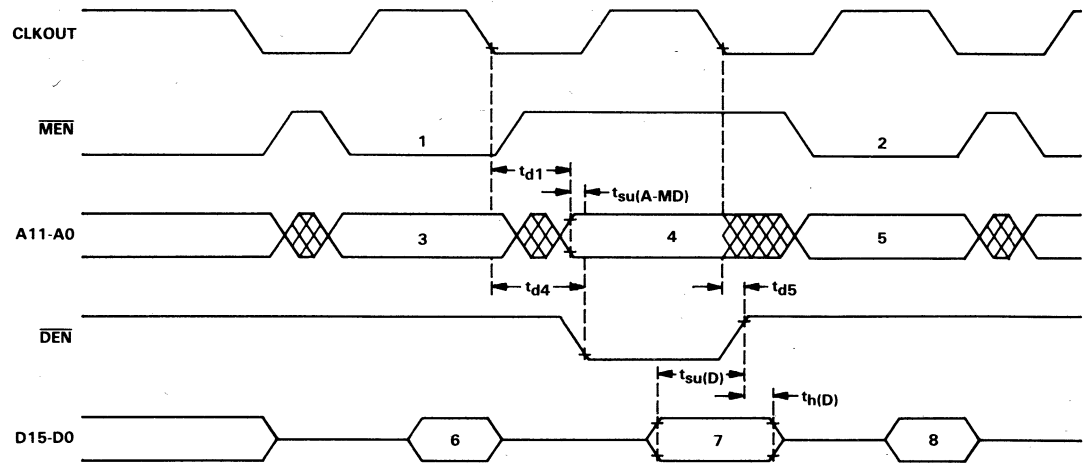 CLKOUT
MEN
1
2
td1
tsu(A-MD)
A11-A0
3
4
5
td4
td5
DEN
tsu(D)
th(D)
D15-D0
6
7
8